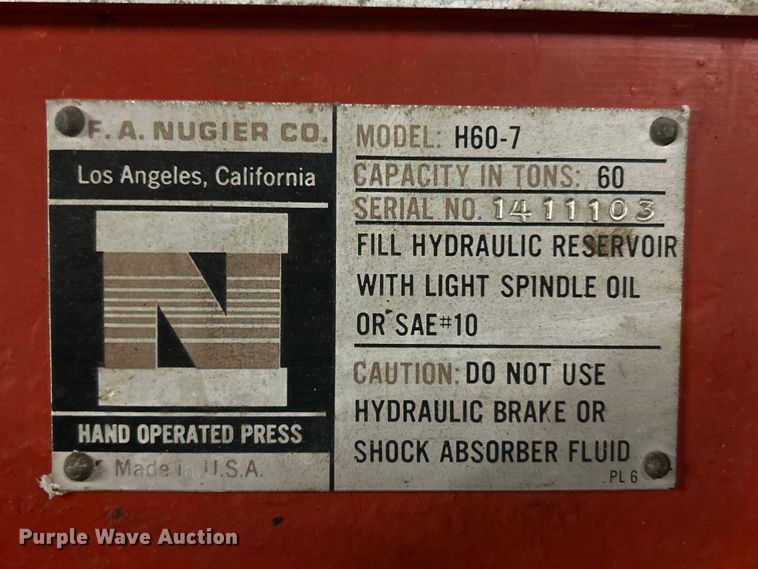 F. A. NUGIER CO.
Los Angeles, California
N
HAND OPERATED PRESS
Made in U.S.A.
MODEL: H60-7
CAPACITY IN TONS: 60
SERIAL NO. 1411103
FILL HYDRAULIC RESERVOIR
WITH LIGHT SPINDLE OIL
OR SAE#10
CAUTION: DO NOT USE
HYDRAULIC BRAKE OR
SHOCK ABSORBER FLUID
PL 6
Purple Wave Auction